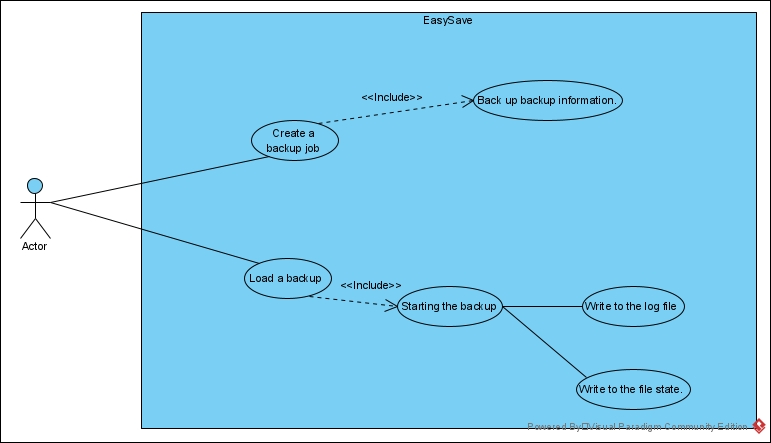 EasySave
<<Include>>
Back up backup information.
Create a
backup job
Actor
Load a backup
<<Include>>
Starting the backup
Write to the log file
Write to the file state.
Powered By Visual Paradigm Community Edition